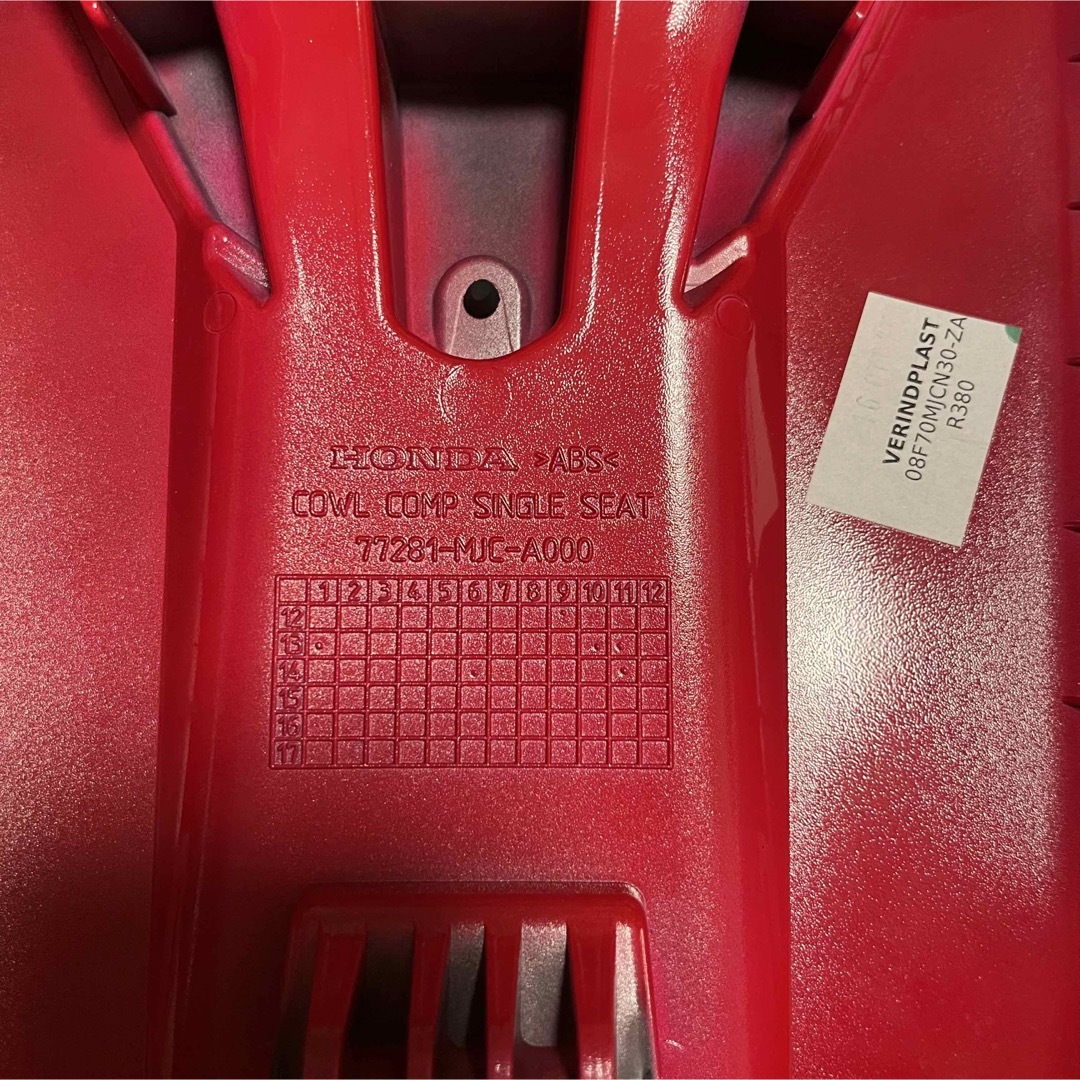 HONDA >ABS<
COWL COMP SINGLE SEAT
77281-MJC-A000
1 2 3 4 5 6 7 8 9 10 11 12
12
13
14
15
16
17
VERINDPLAST
08F70MJCN30-ZA
R380